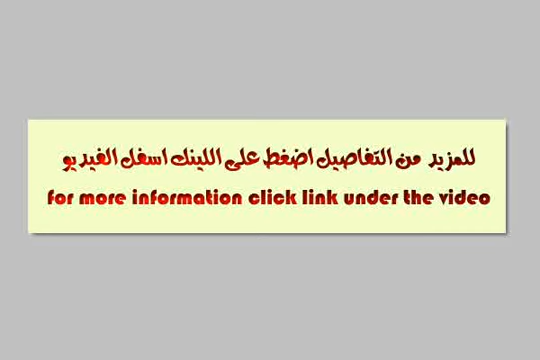 للمزيد من التفاصيل اضغط على اللينك اسفل الفيديو
for more information click link under the video